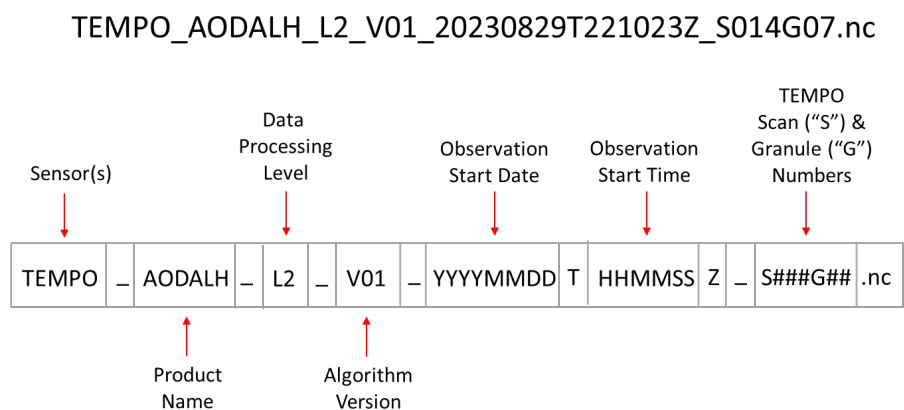 TEMPO_AODALH_L2_V01_20230829T221023Z_S014G07.nc
Sensor(s)
Data
Processing
Level
Observation
Start Date
Observation
Start Time
TEMPO
Scan (“S”) &
Granule (“G”)
Numbers
TEMPO _ AODALH _ L2 _ V01 _ YYYYMMDD T HHMMSS Z _ S###G## .nc
Product
Name
Algorithm
Version